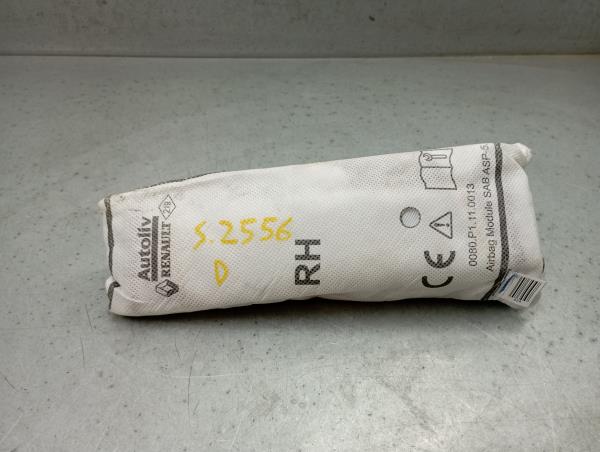 Autoliv
RENAULT
S.2556
D
RH
CE
0080.P1.11.0013
Airbag Module SAB ASP-5